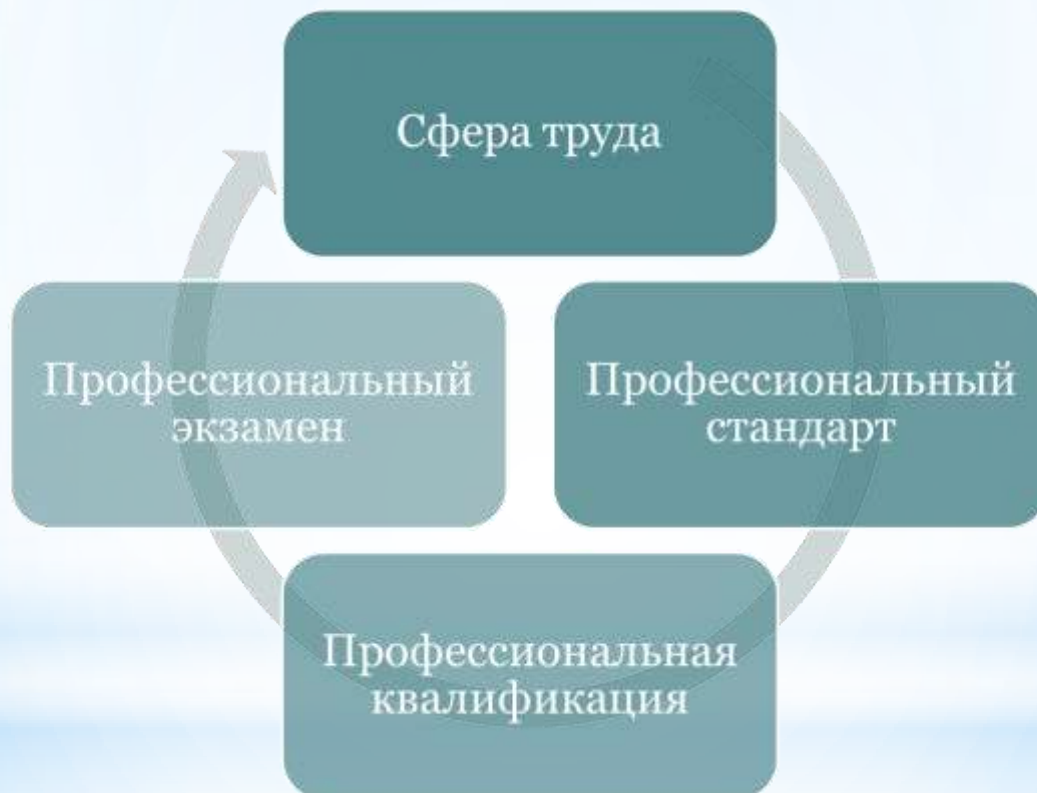 Сфера труда
Профессиональный
экзамен
Профессиональный
стандарт
Профессиональная
квалификация